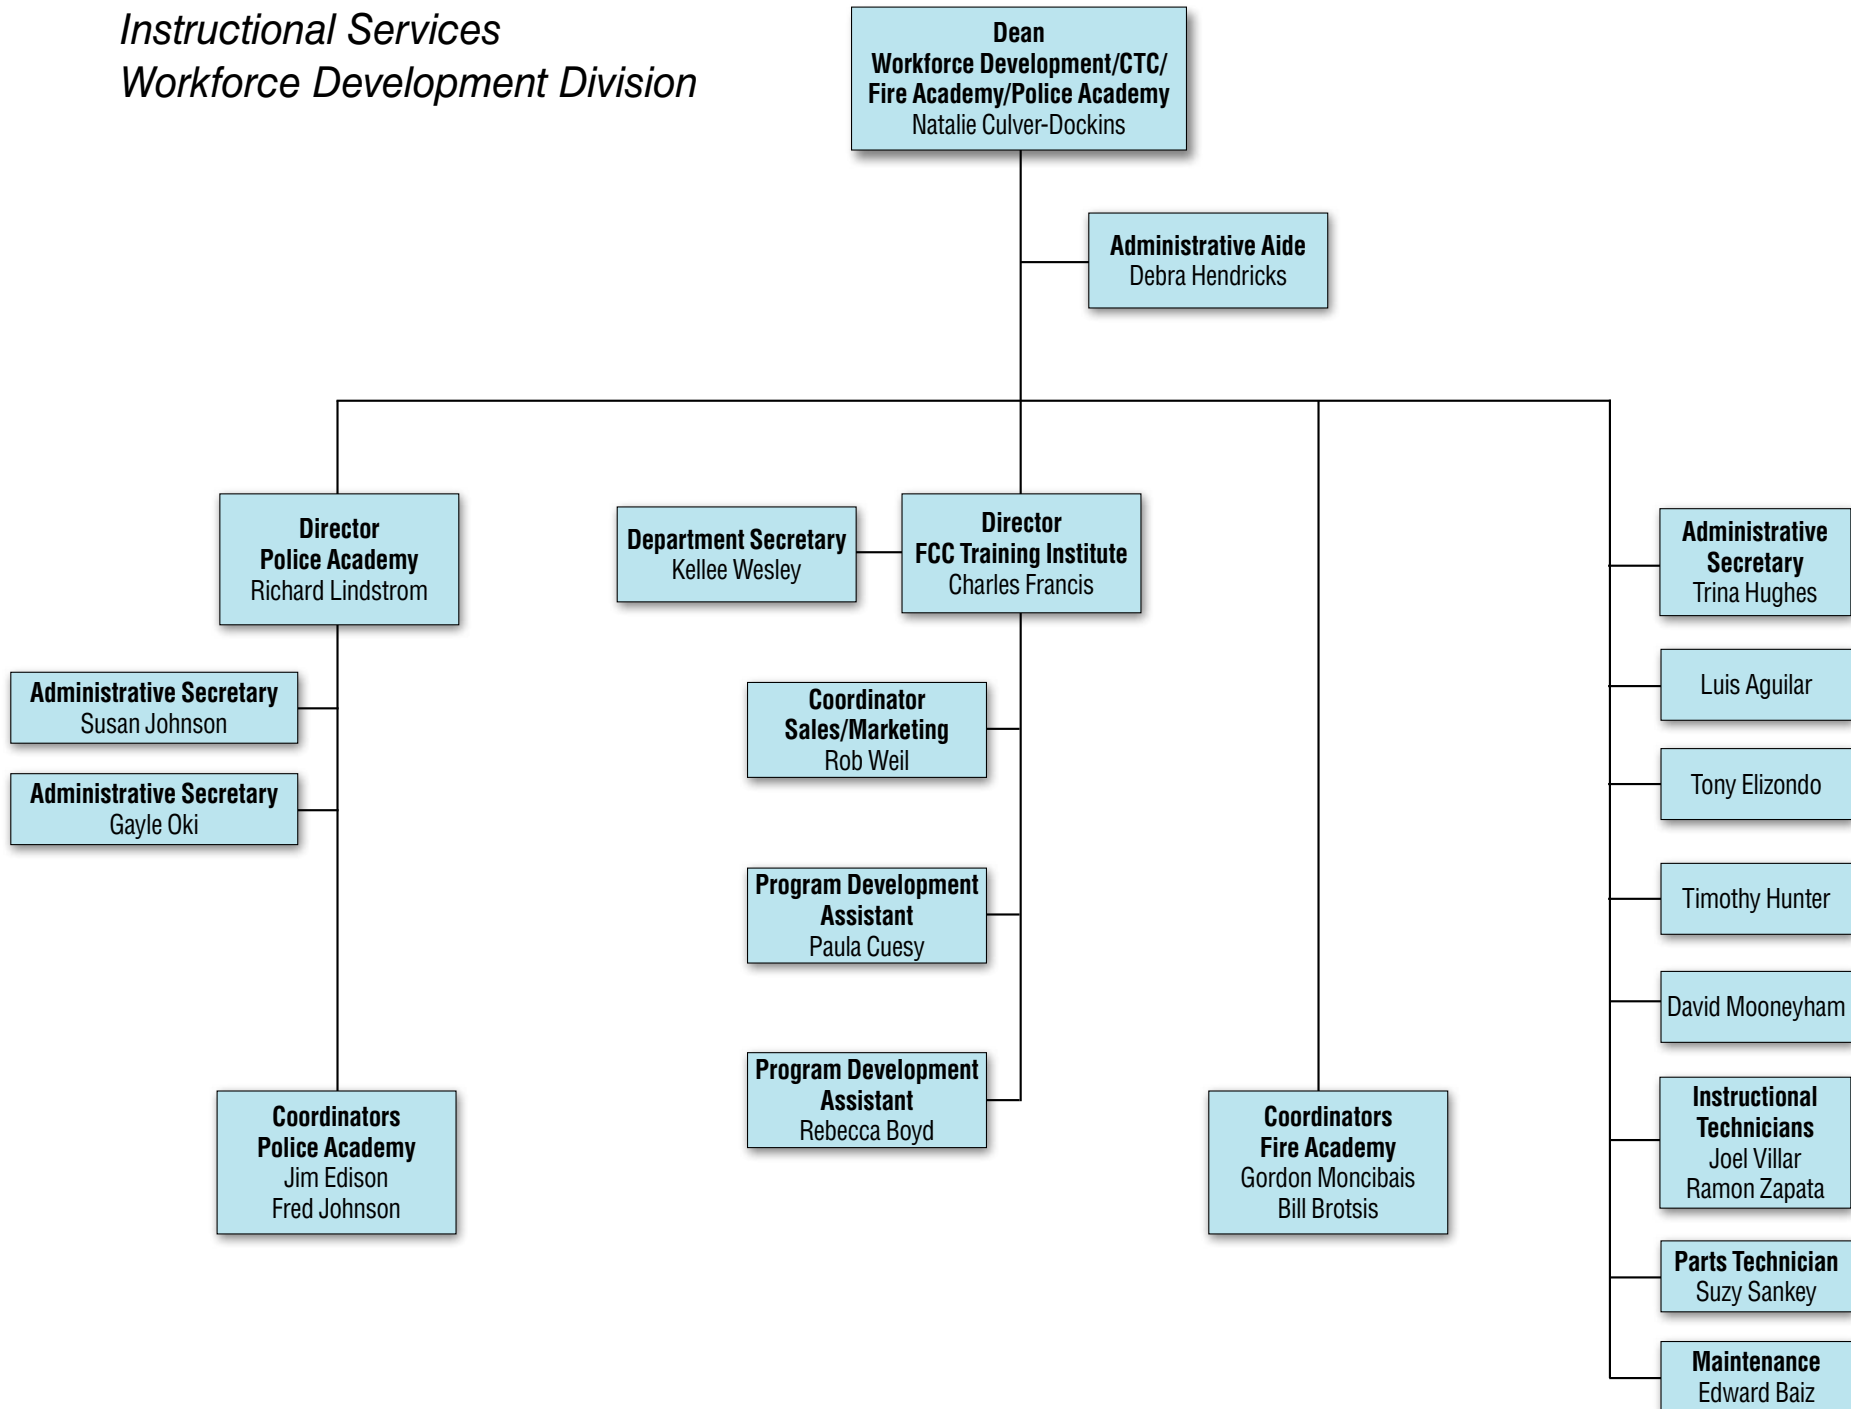 Instructional Services
Workforce Development Division
Dean
Workforce Development/CTC/
Fire Academy/Police Academy
Natalie Culver-Dockins
Administrative Aide
Debra Hendricks
Director
Police Academy
Richard Lindstrom
Administrative Secretary
Susan Johnson
Administrative Secretary
Gayle Oki
Coordinators
Police Academy
Jim Edison
Fred Johnson
Department Secretary
Kellee Wesley
Director
FCC Training Institute
Charles Francis
Coordinator
Sales/Marketing
Rob Weil
Program Development
Assistant
Paula Cuesy
Program Development
Assistant
Rebecca Boyd
Coordinators
Fire Academy
Gordon Moncibais
Bill Brotsis
Administrative
Secretary
Trina Hughes
Luis Aguilar
Tony Elizondo
Timothy Hunter
David Mooneyham
Instructional
Technicians
Joel Villar
Ramon Zapata
Parts Technician
Suzy Sankey
Maintenance
Edward Baiz